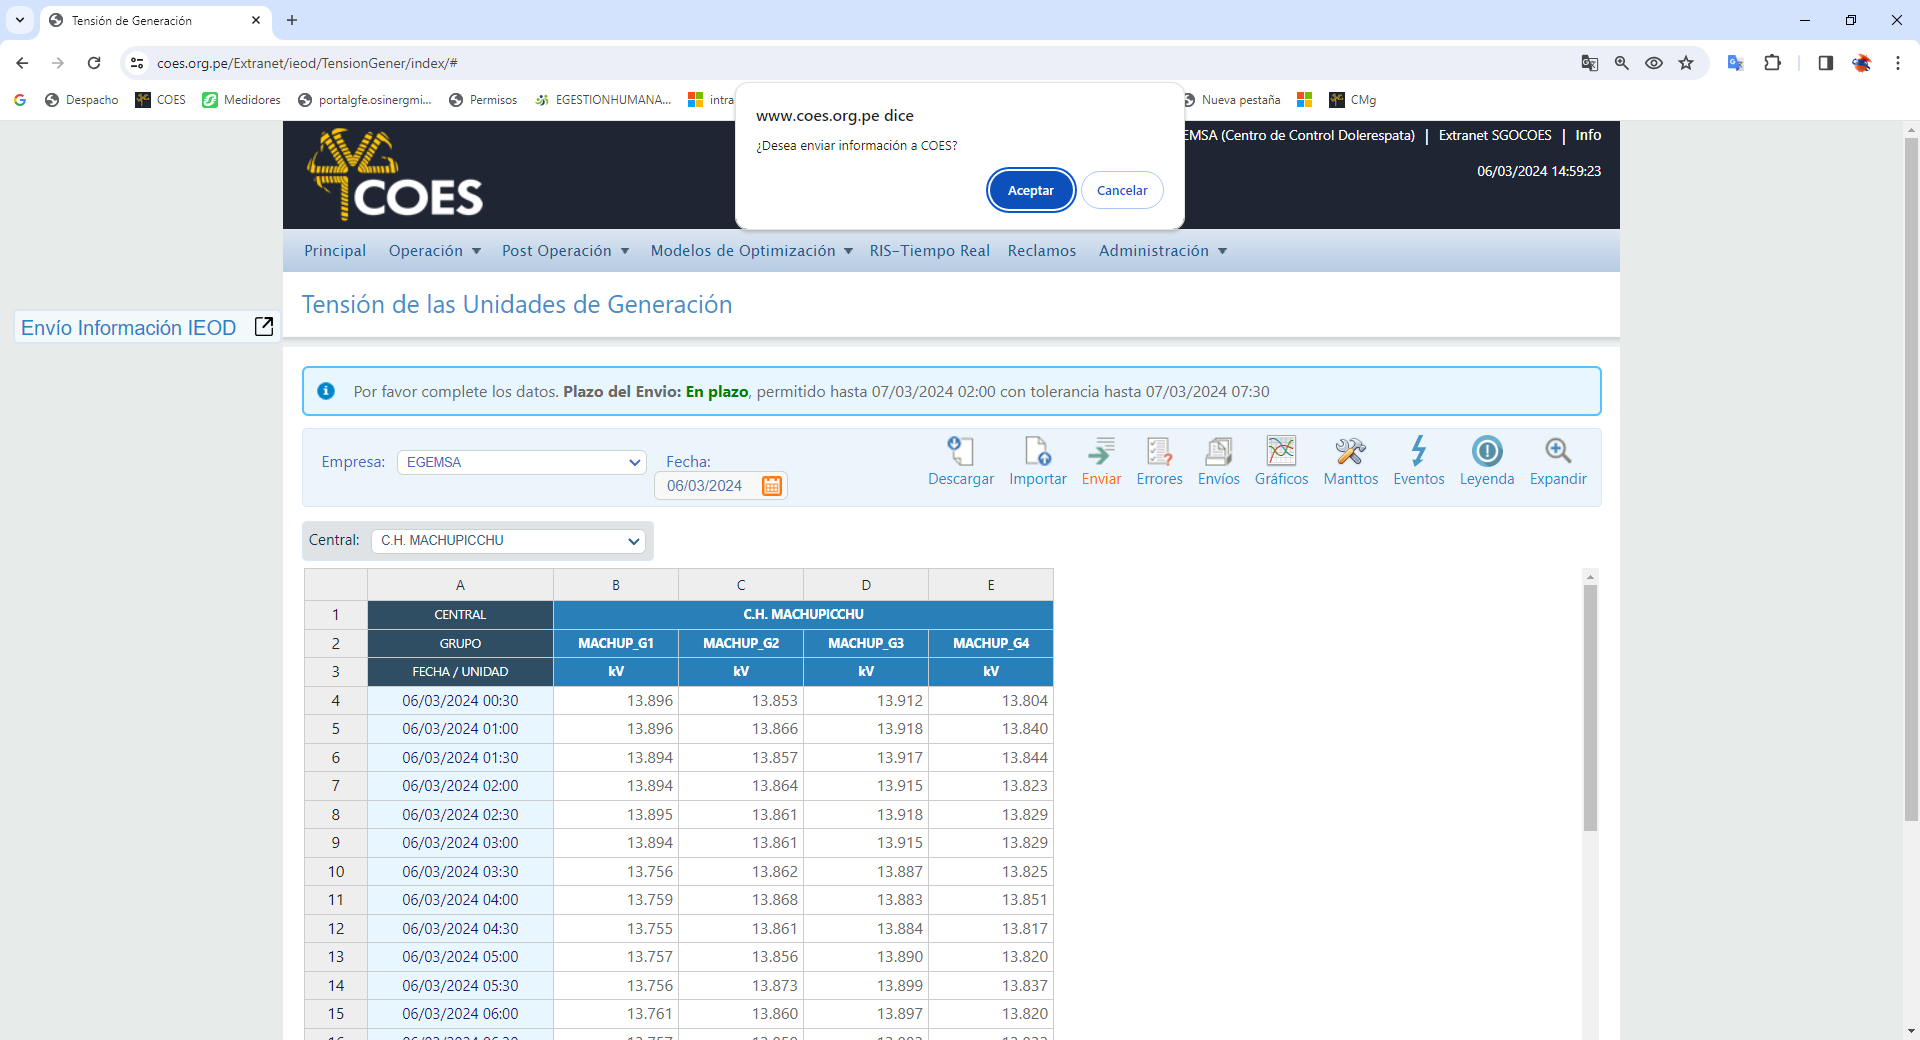 Tensión de Generación
coes.org.pe/Extranet/ieod/TensionGener/index/#
Despacho COES Medidores portalgfe.osinergmi... Permisos EGESTIONHUMANA... intra Nueva pestaña CMg
www.coes.org.pe dice
¿Desea enviar información a COES?
Aceptar Cancelar
COES
(Centro de Control Dolorespata) | Extranet SGOCOES | Info
06/03/2024 14:59:23
Principal Operación Post Operación Modelos de Optimización RIS-Tiempo Real Reclamos Administración
Tensión de las Unidades de Generación
Envío Información IEOD
Por favor complete los datos. Plazo del Envio: En plazo, permitido hasta 07/03/2024 02:00 con tolerancia hasta 07/03/2024 07:30
Empresa: EGEMSA Fecha: 06/03/2024
Descargar Importar Enviar Errores Envíos Gráficos Manttos Eventos Leyenda Expandir
Central: C.H. MACHUPICCHU
A B C D E
1 CENTRAL C.H. MACHUPICCHU
2 GRUPO MACHUP_G1 MACHUP_G2 MACHUP_G3 MACHUP_G4
3 FECHA / UNIDAD kV kV kV kV
4 06/03/2024 00:30 13.896 13.853 13.912 13.804
5 06/03/2024 01:00 13.896 13.866 13.918 13.840
6 06/03/2024 01:30 13.894 13.857 13.917 13.844
7 06/03/2024 02:00 13.894 13.864 13.915 13.823
8 06/03/2024 02:30 13.895 13.861 13.918 13.829
9 06/03/2024 03:00 13.894 13.861 13.915 13.829
10 06/03/2024 03:30 13.756 13.862 13.887 13.825
11 06/03/2024 04:00 13.759 13.868 13.883 13.851
12 06/03/2024 04:30 13.755 13.861 13.884 13.817
13 06/03/2024 05:00 13.757 13.856 13.890 13.820
14 06/03/2024 05:30 13.756 13.873 13.899 13.837
15 06/03/2024 06:00 13.761 13.860 13.897 13.820